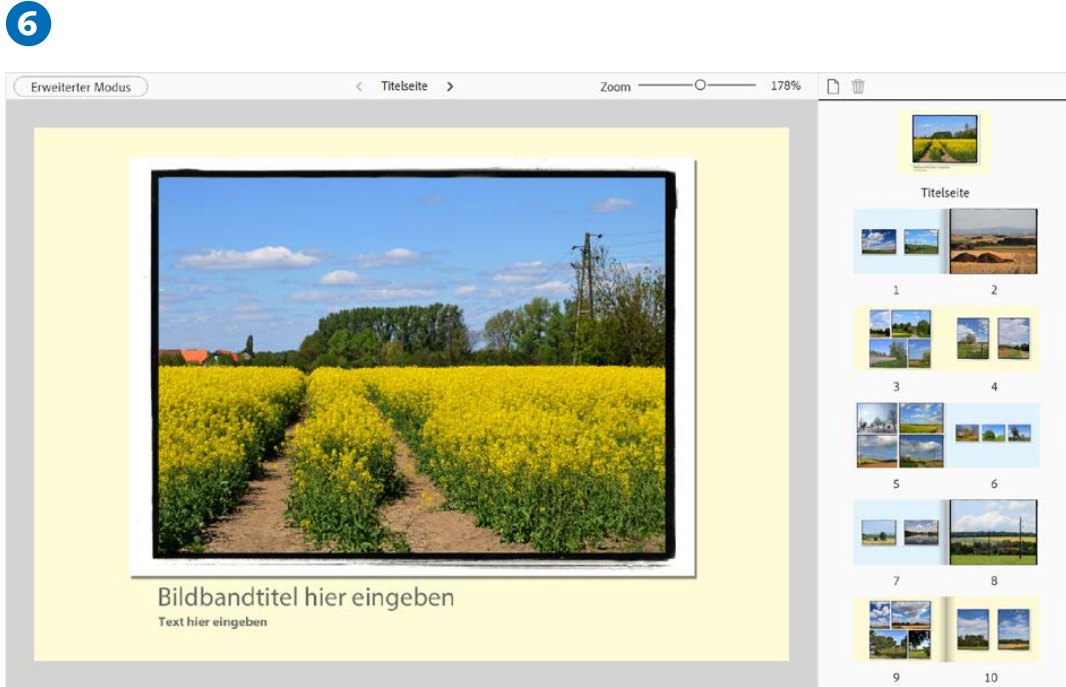 6
Erweiterter Modus
Titelseite
Zoom 178%
Bildbandtitel hier eingeben
Text hier eingeben
Titelseite
1 2
3 4
5 6
7 8
9 10